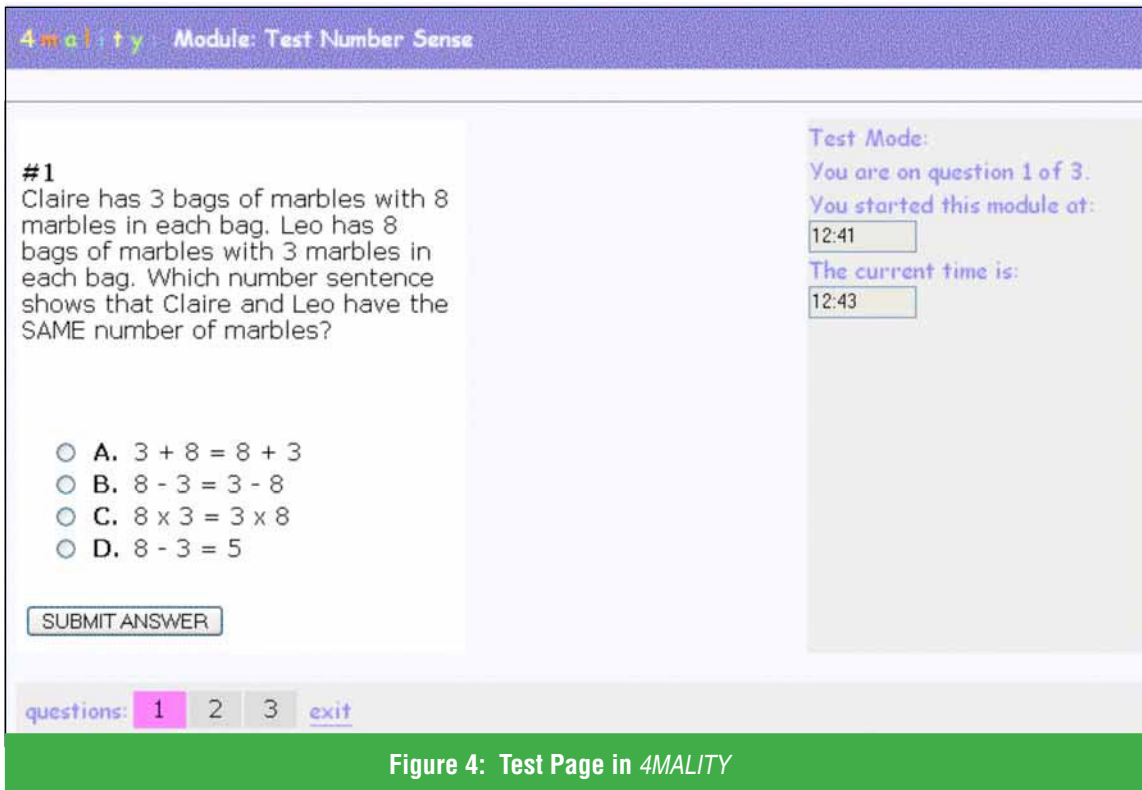 4mality Module: Test Number Sense
#1
Claire has 3 bags of marbles with 8
marbles in each bag. Leo has 8
bags of marbles with 3 marbles in
each bag. Which number sentence
shows that Claire and Leo have the
SAME number of marbles?
A. 3 + 8 = 8 + 3
B. 8 - 3 = 3 - 8
C. 8 x 3 = 3 x 8
D. 8 - 3 = 5
SUBMIT ANSWER
Test Mode:
You are on question 1 of 3.
You started this module at:
12:41
The current time is:
12:43
questions: 1 2 3 exit
Figure 4: Test Page in 4MALITY